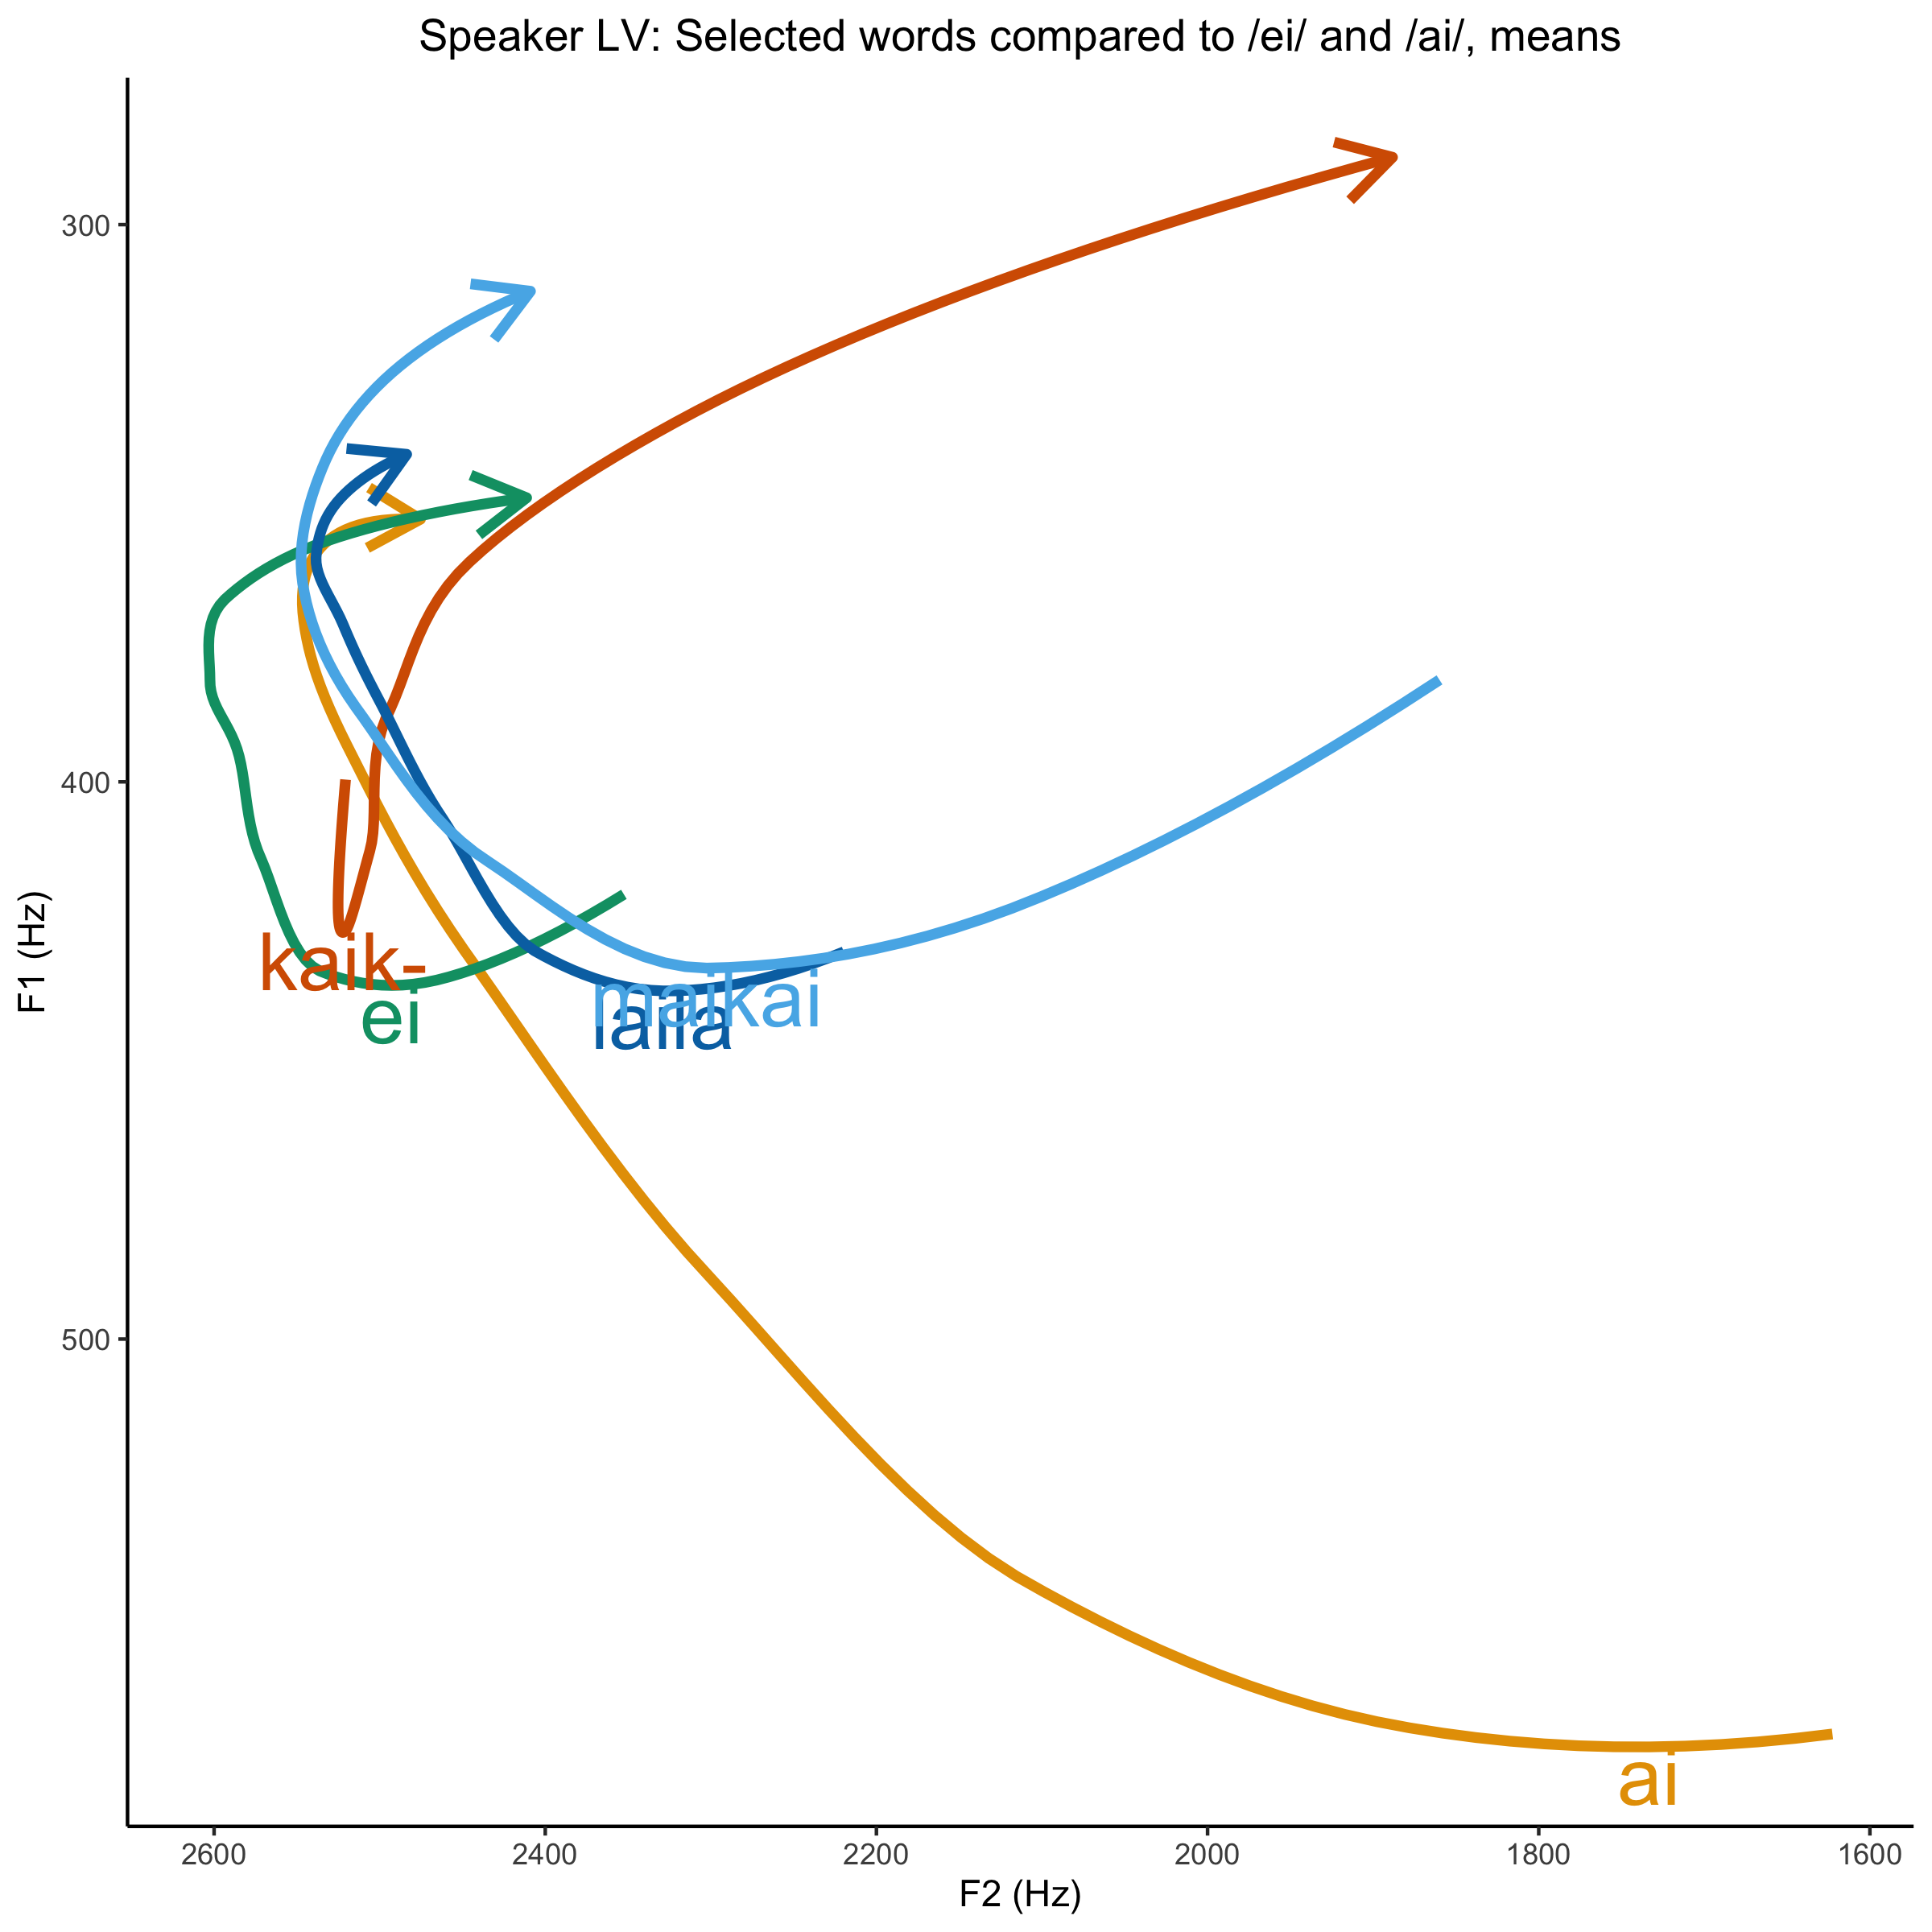 Speaker LV: Selected words compared to /ei/ and /ai/, means
300
400
500
F1 (Hz)
kaik-
ei
maikai
laila
ai
2600
2400
2200
2000
1800
1600
F2 (Hz)